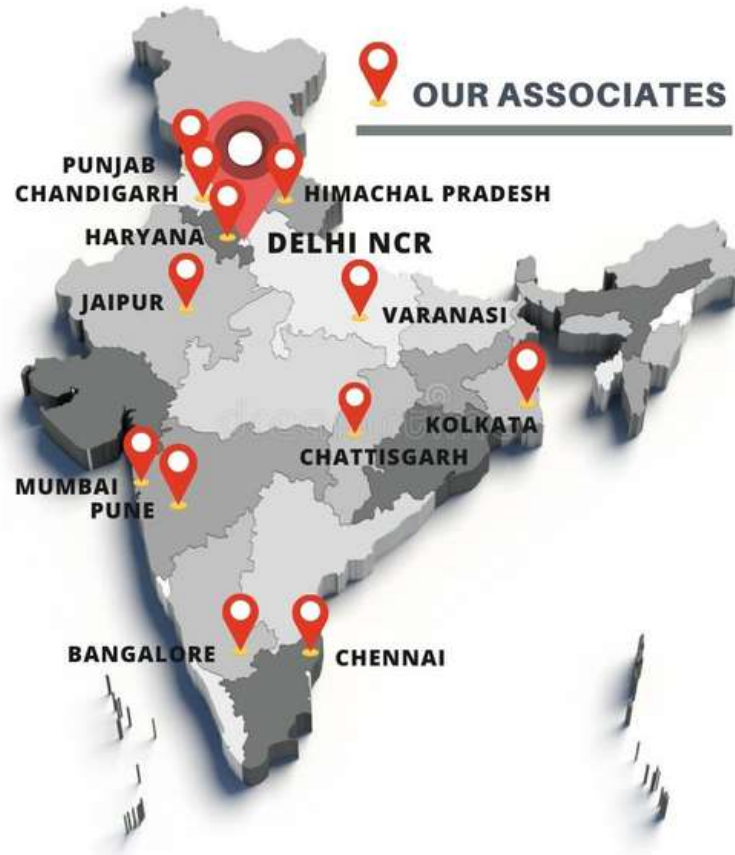 OUR ASSOCIATES
PUNJAB
CHANDIGARH
HIMACHAL PRADESH
HARYANA
DELHI NCR
JAIPUR
VARANASI
KOLKATA
CHATTISGARH
MUMBAI
PUNE
BANGALORE
CHENNAI